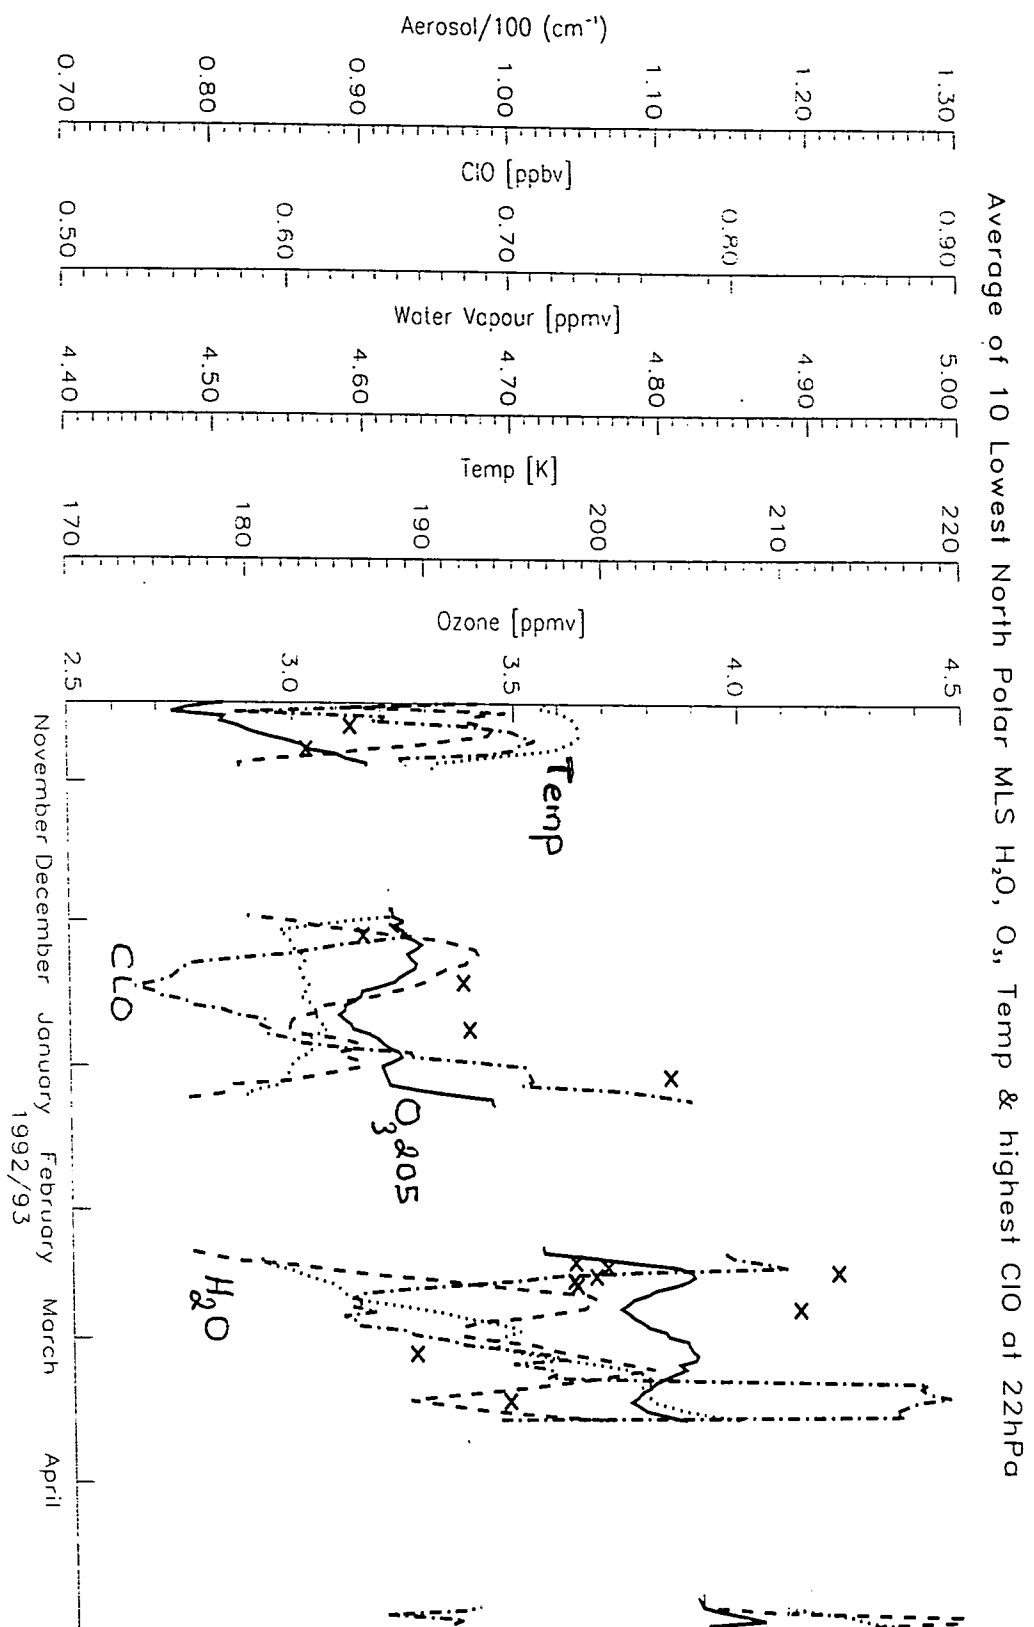 Average of 10 Lowest North Polar MLS H₂O, O₃, Temp & highest ClO at 22hPa
Aerosol/100 (cm⁻¹)
0.70 0.80 0.90 1.00 1.10 1.20 1.30
ClO [ppbv]
0.50 0.60 0.70 0.80 0.90
Water Vapour [ppmv]
4.40 4.50 4.60 4.70 4.80 4.90 5.00
Temp [K]
170 180 190 200 210 220
Ozone [ppmv]
2.5 3.0 3.5 4.0 4.5
Temp
CLO
O₃ 205
H₂O
November December January February March April
1992/93